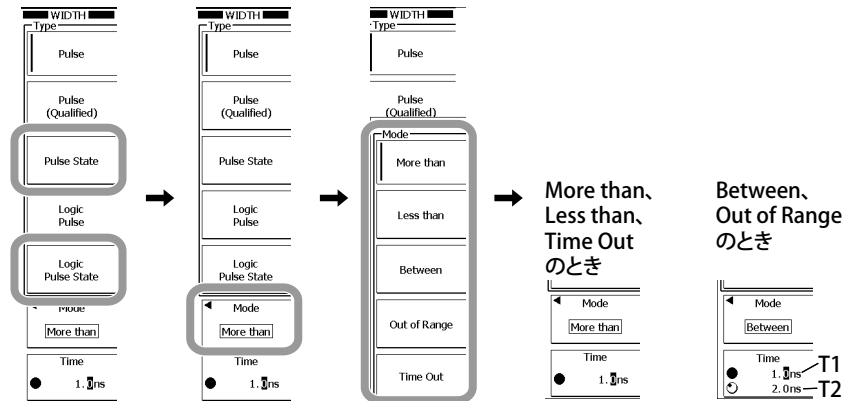 WIDTH
Type
Pulse
Pulse
(Qualified)
Pulse State
Logic
Pulse
Logic
Pulse State
Mode
More than
Time
1.0ns
WIDTH
Type
Pulse
Pulse
(Qualified)
Pulse State
Logic
Pulse
Logic
Pulse State
Mode
More than
Time
1.0ns
WIDTH
Type
Pulse
Pulse
(Qualified)
Mode
More than
Less than
Between
Out of Range
Time Out
More than、
Less than、
Time Out
のとき
Mode
More than
Time
1.0ns
Between、
Out of Range
のとき
Mode
Between
Time
1.0ns T1
2.0ns T2